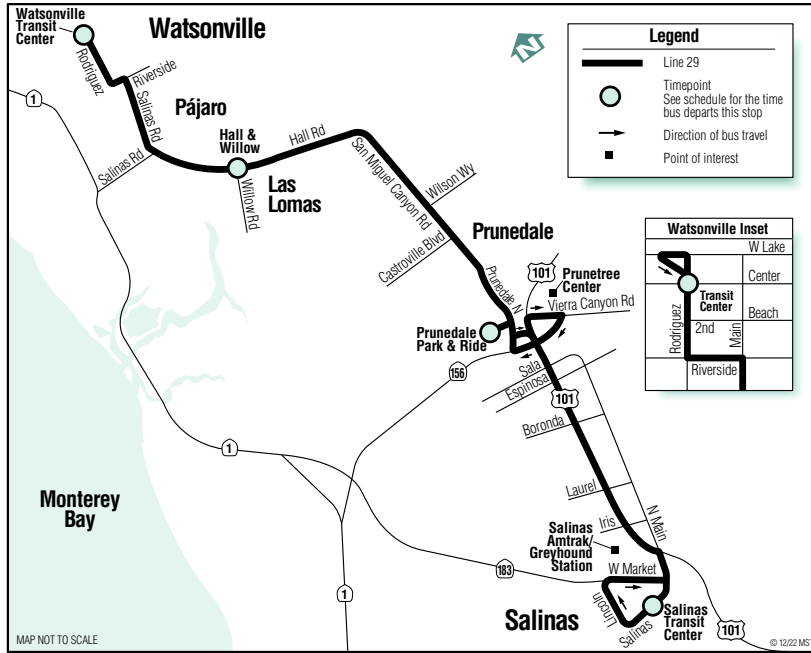 Watsonville
Transit
Center
Watsonville
N
Legend
Line 29
Timepoint
See schedule for the time
bus departs this stop
Direction of bus travel
Point of interest
1
Rodriguez
Riverside
Salinas Rd
Pájaro
Hall &
Willow
Hall Rd
Salinas Rd
Willow Rd
Las
Lomas
San Miguel Canyon Rd
Wilson Wy
Castroville Blvd
Prunedale
Prunedale N
101
Prunetree
Center
Vierra Canyon Rd
Prunedale
Park & Ride
156
Sala
Espinosa
101
Boronda
Laurel
Iris
N Main
Watsonville Inset
W Lake
Center
Transit
Center
Beach
Rodriguez
2nd
Main
Riverside
1
Monterey
Bay
Salinas
Amtrak/
Greyhound
Station
183
W Market
1
Lincoln
Salinas
Salinas
Salinas
Transit
Center
101
MAP NOT TO SCALE
© 12/22 MST